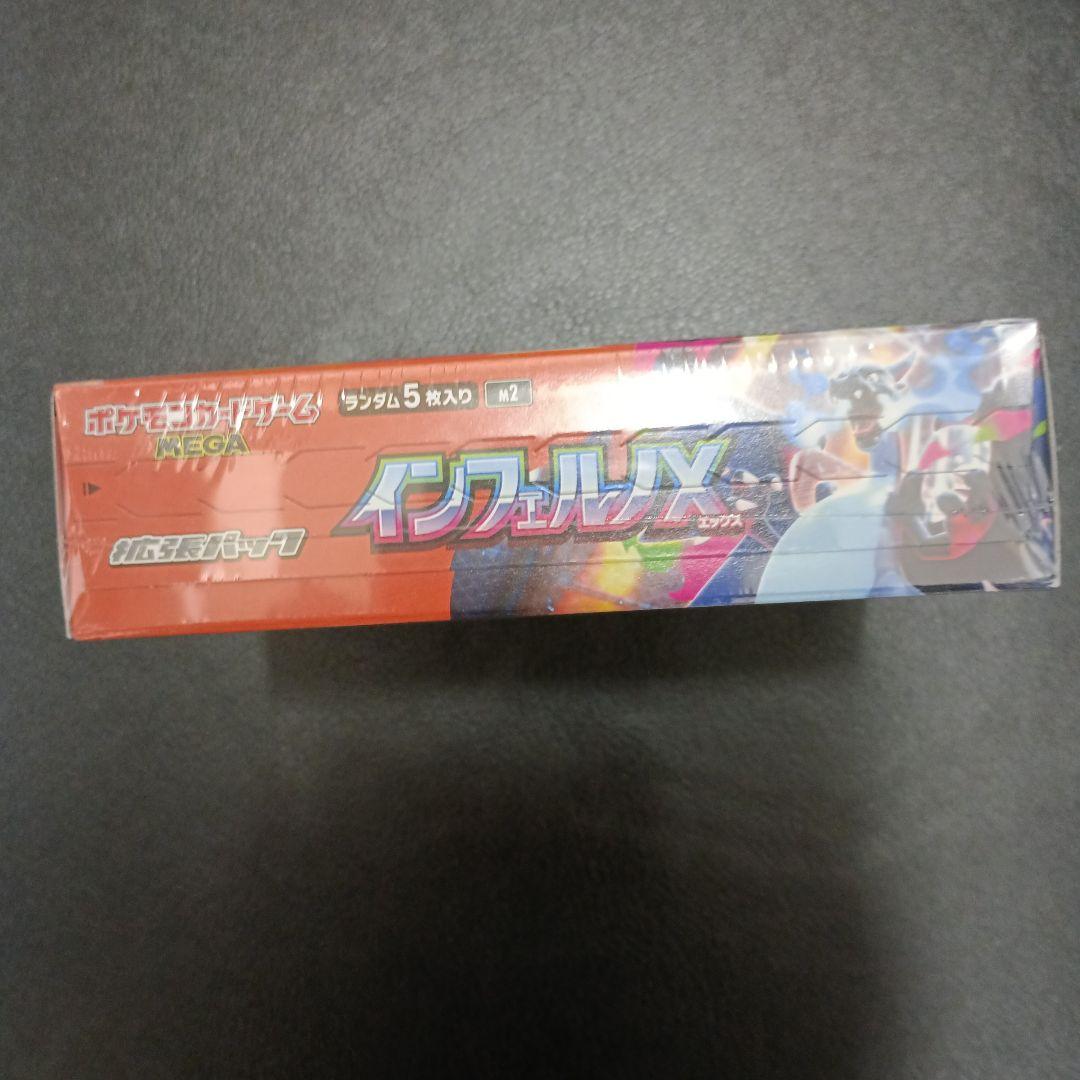 ポケモンカードゲーム
MEGA
ランダム5枚入り M2
インフェルノX
エックス
拡張パック